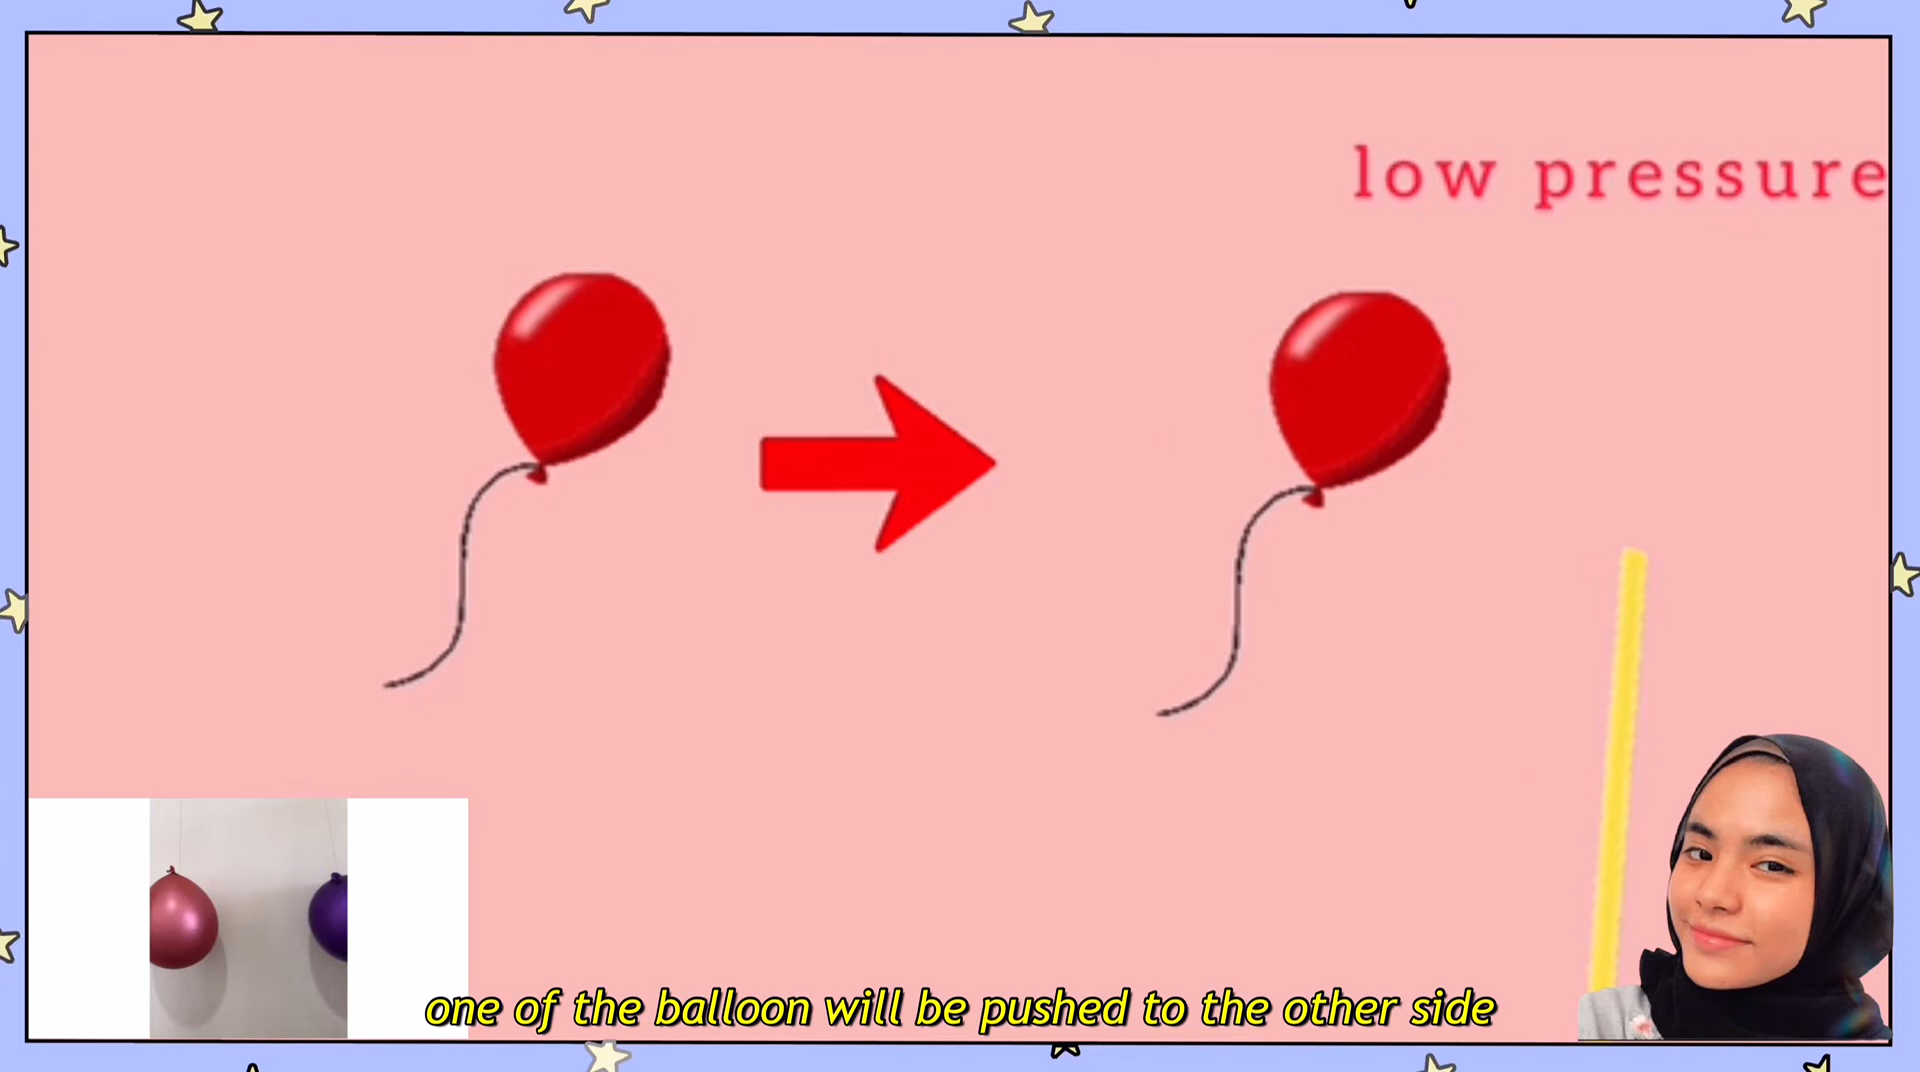 low pressure
one of the balloon will be pushed to the other side